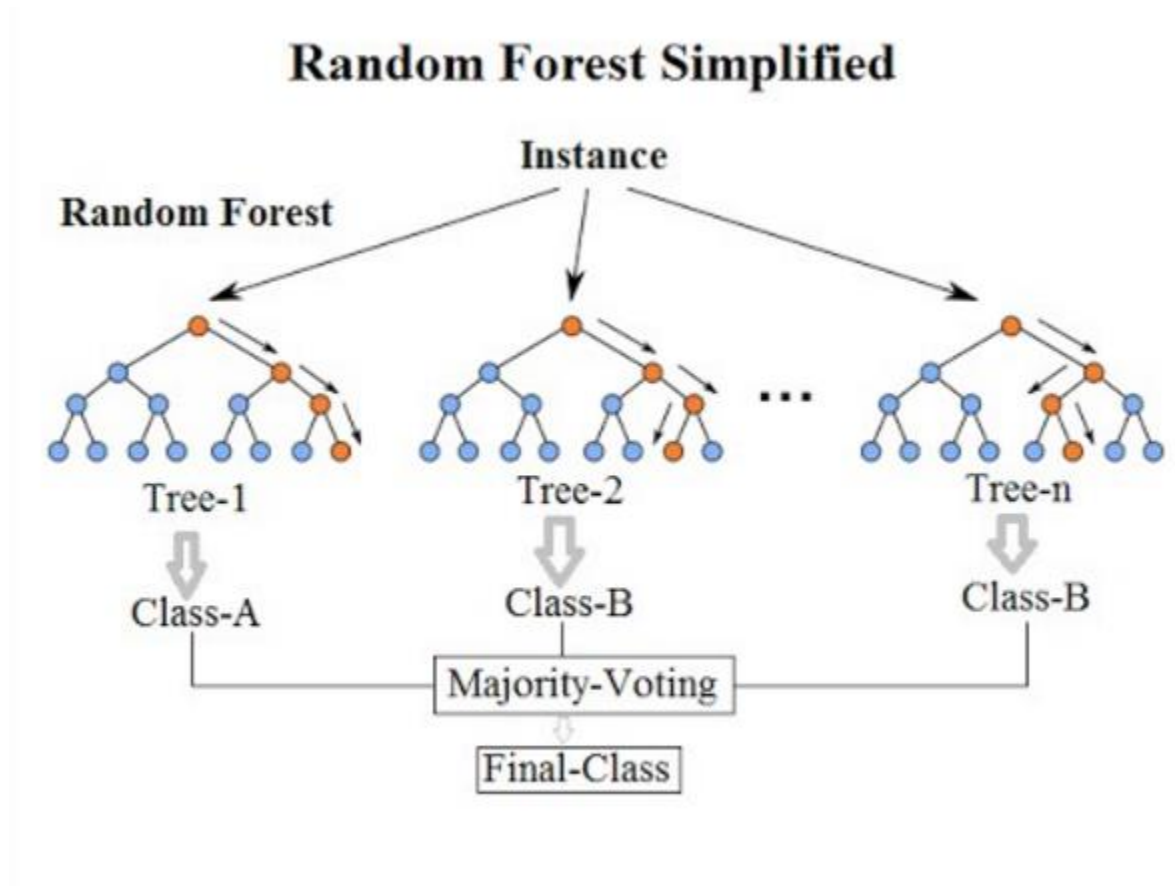 Random Forest Simplified
Instance
Random Forest
...
Tree-1
Tree-2
Tree-n
Class-A
Class-B
Class-B
Majority-Voting
Final-Class